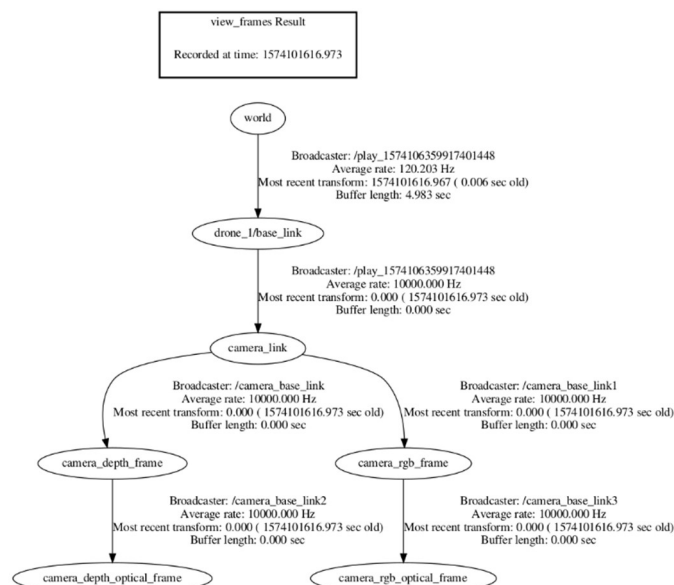 view_frames Result
Recorded at time: 1574101616.973
world
Broadcaster: /play_1574106359917401448
Average rate: 120.203 Hz
Most recent transform: 1574101616.967 ( 0.006 sec old)
Buffer length: 4.983 sec
drone_1/base_link
Broadcaster: /play_1574106359917401448
Average rate: 10000.000 Hz
Most recent transform: 0.000 ( 1574101616.973 sec old)
Buffer length: 0.000 sec
camera_link
Broadcaster: /camera_base_link
Average rate: 10000.000 Hz
Most recent transform: 0.000 ( 1574101616.973 sec old)
Buffer length: 0.000 sec
Broadcaster: /camera_base_link1
Average rate: 10000.000 Hz
Most recent transform: 0.000 ( 1574101616.973 sec old)
Buffer length: 0.000 sec
camera_depth_frame
camera_rgb_frame
Broadcaster: /camera_base_link2
Average rate: 10000.000 Hz
Most recent transform: 0.000 ( 1574101616.973 sec old)
Buffer length: 0.000 sec
Broadcaster: /camera_base_link3
Average rate: 10000.000 Hz
Most recent transform: 0.000 ( 1574101616.973 sec old)
Buffer length: 0.000 sec
camera_depth_optical_frame
camera_rgb_optical_frame